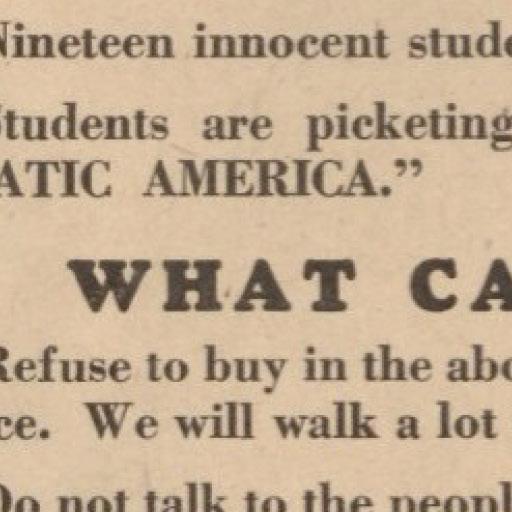 Nineteen innocent stude
Students are picketing
ATIC AMERICA.”
WHAT CA
Refuse to buy in the abo
ce. We will walk a lot
Do not talk to the peopl